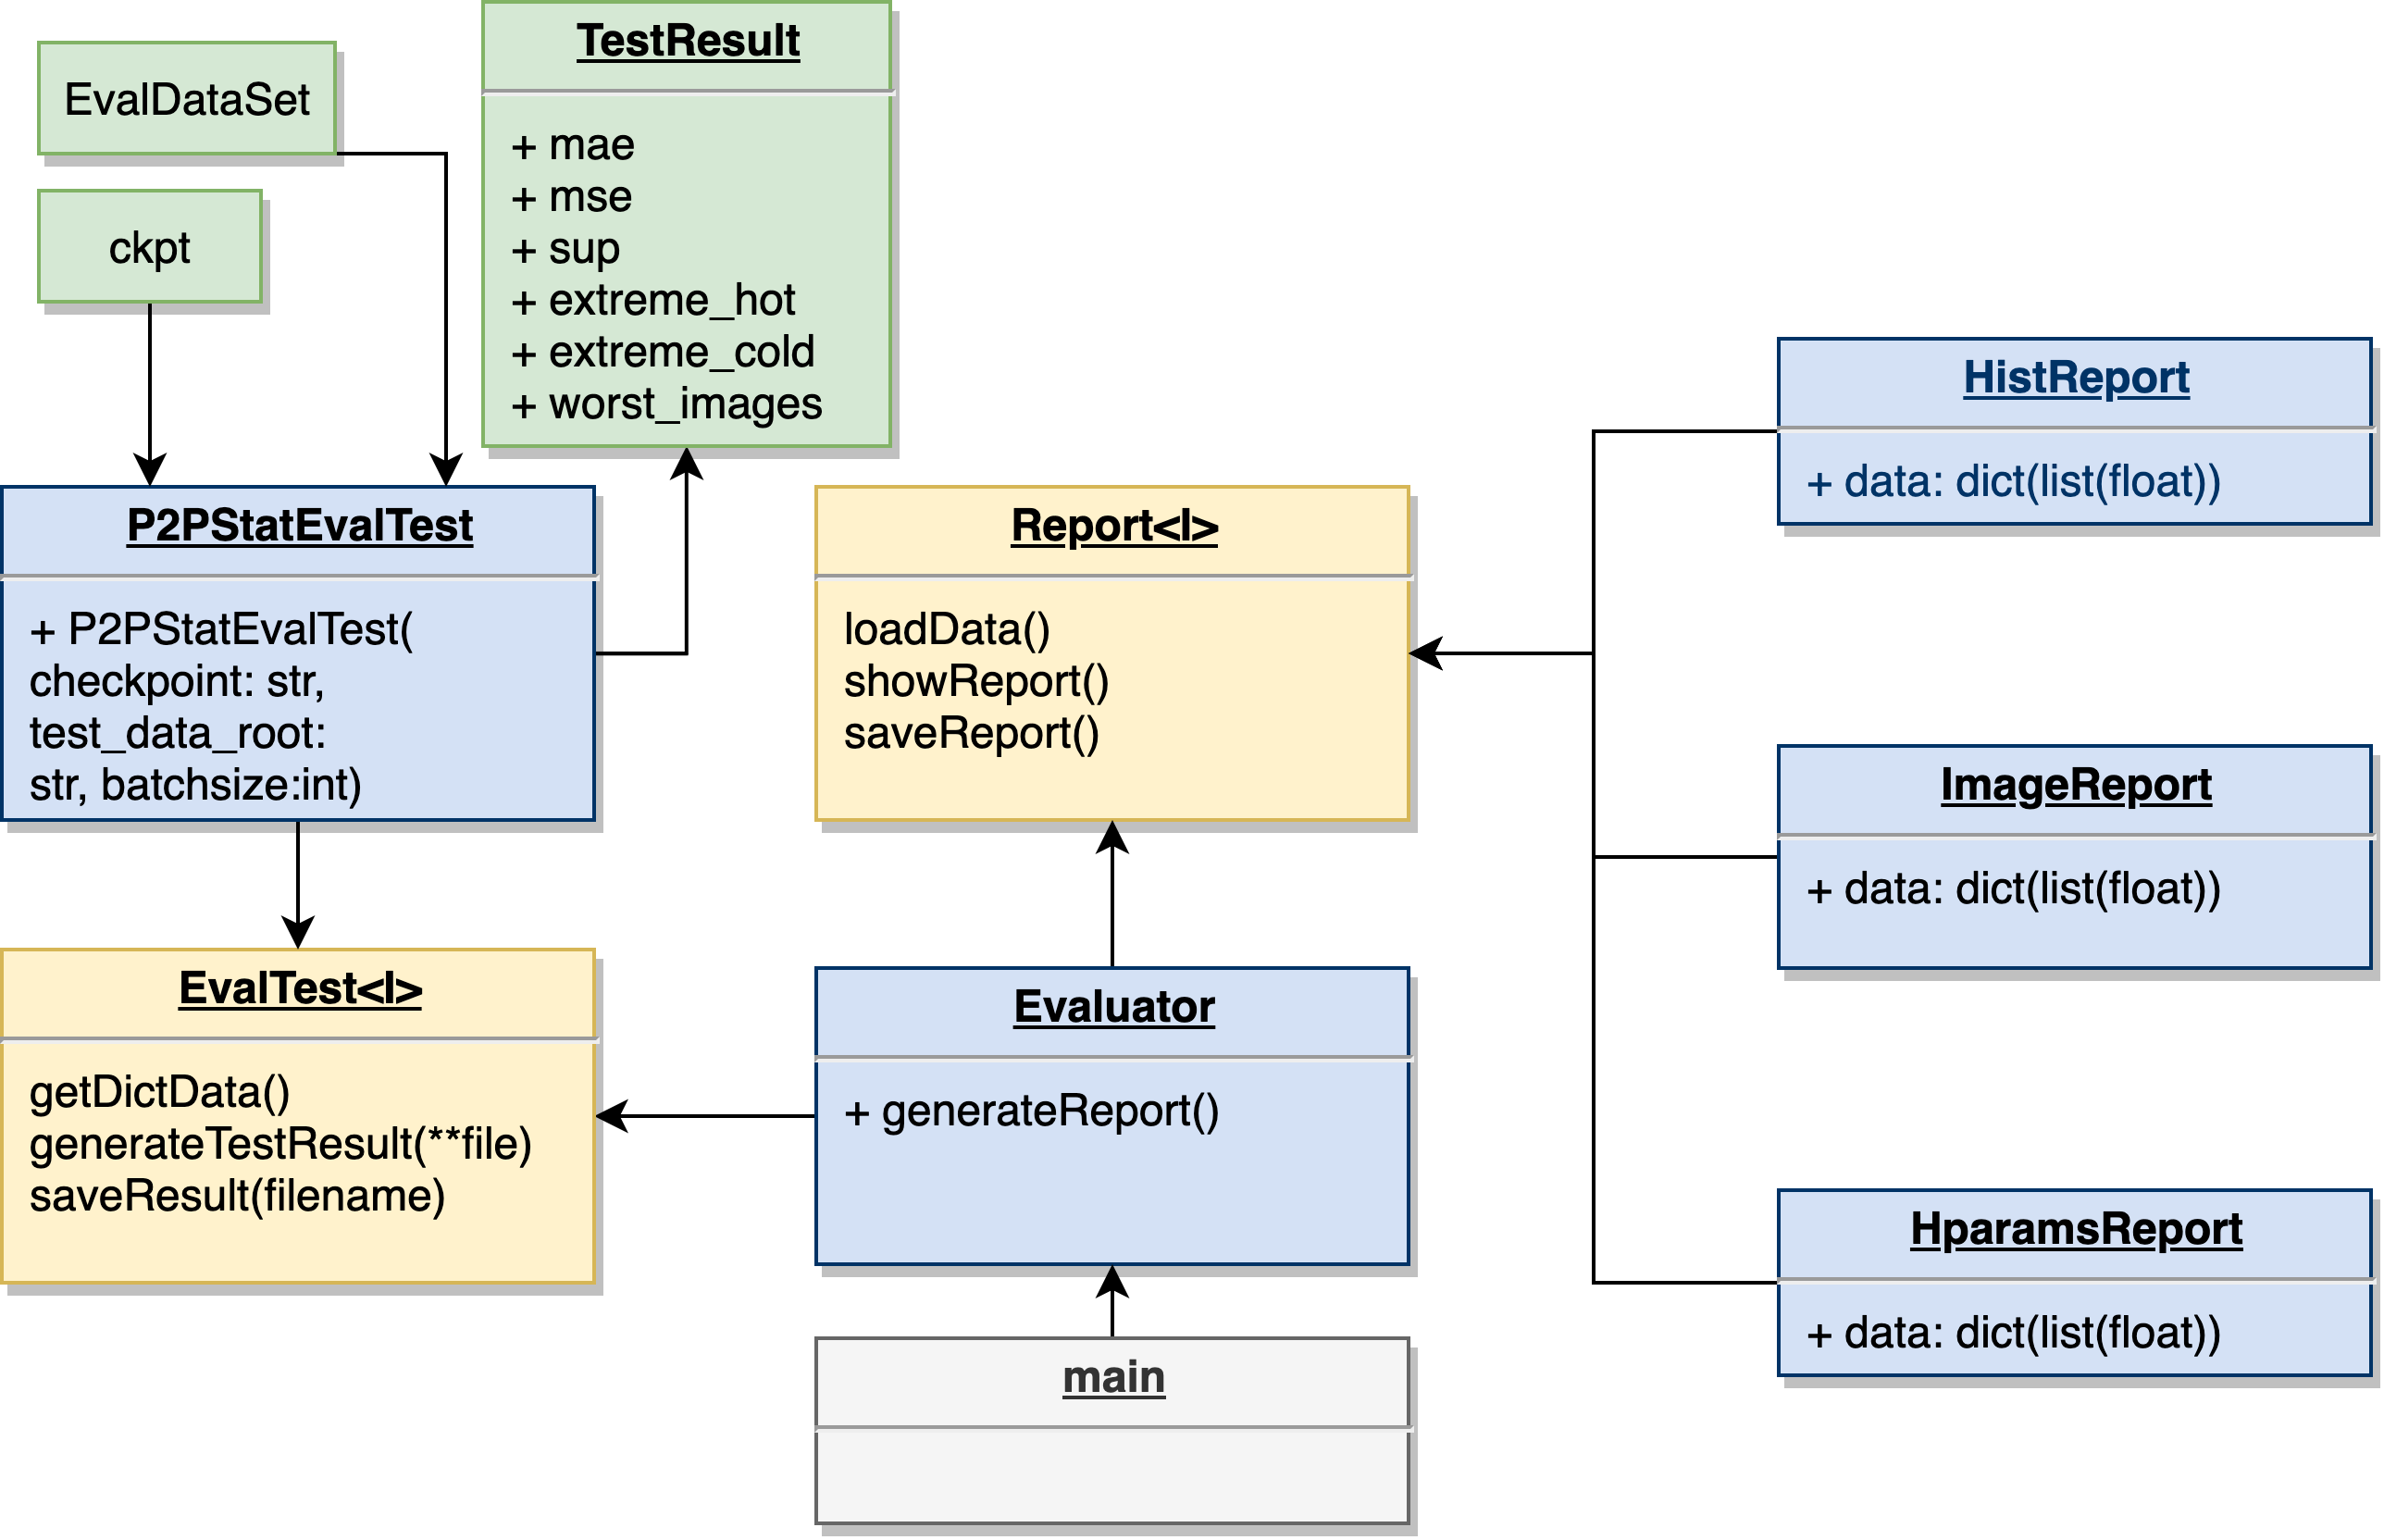 EvalDataSet
ckpt
TestResult
+ mae
+ mse
+ sup
+ extreme_hot
+ extreme_cold
+ worst_images
P2PStatEvalTest
+ P2PStatEvalTest(
checkpoint: str,
test_data_root:
str, batchsize:int)
Report<I>
loadData()
showReport()
saveReport()
HistReport
+ data: dict(list(float))
ImageReport
+ data: dict(list(float))
EvalTest<I>
getDictData()
generateTestResult(**file)
saveResult(filename)
Evaluator
+ generateReport()
HparamsReport
+ data: dict(list(float))
main